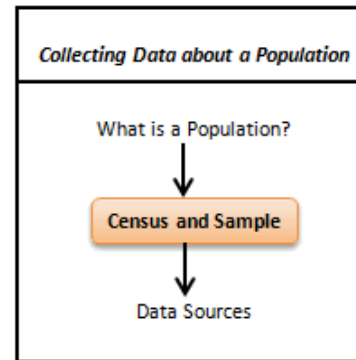 Collecting Data about a Population
What is a Population?
Census and Sample
Data Sources